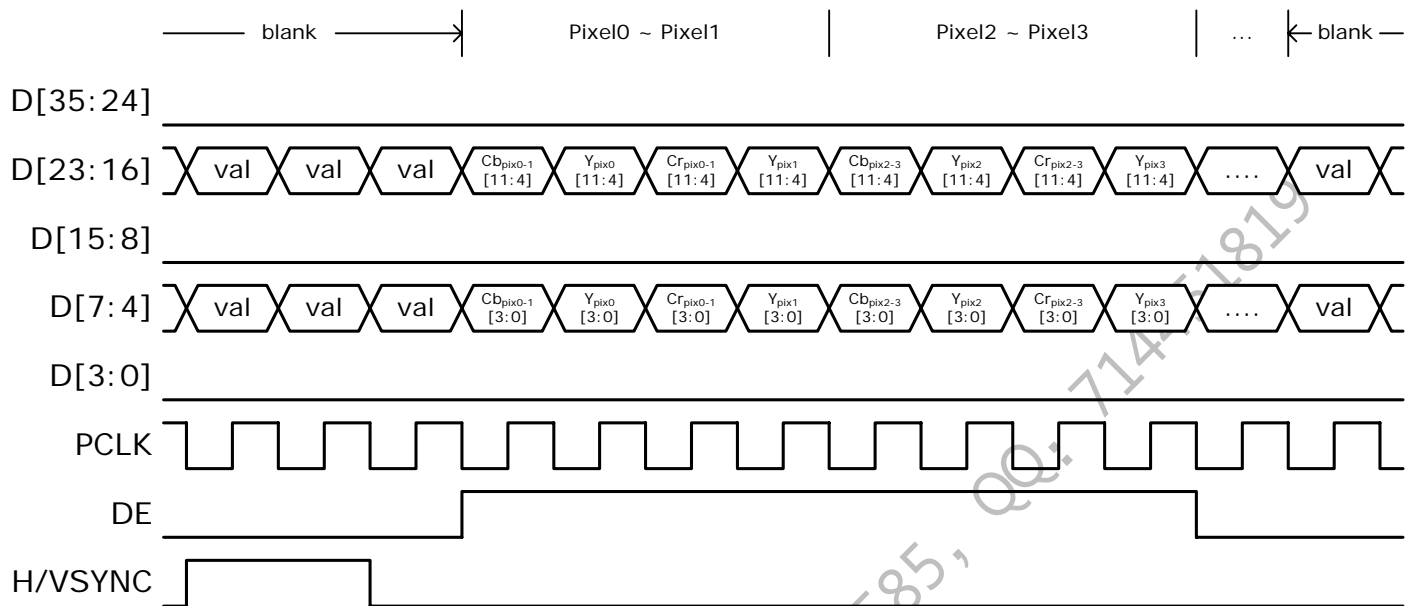 blank Pixel0 ~ Pixel1 Pixel2 ~ Pixel3 ... blank
D[35:24]
D[23:16] val val val Cbpix0-1 [11:4] Ypix0 [11:4] Crpix0-1 [11:4] Ypix1 [11:4] Cbpix2-3 [11:4] Ypix2 [11:4] Crpix2-3 [11:4] Ypix3 [11:4] .... val
D[15:8]
D[7:4] val val val Cbpix0-1 [3:0] Ypix0 [3:0] Crpix0-1 [3:0] Ypix1 [3:0] Cbpix2-3 [3:0] Ypix2 [3:0] Crpix2-3 [3:0] Ypix3 [3:0] .... val
D[3:0]
PCLK
DE
H/VSYNC
585, QQ: